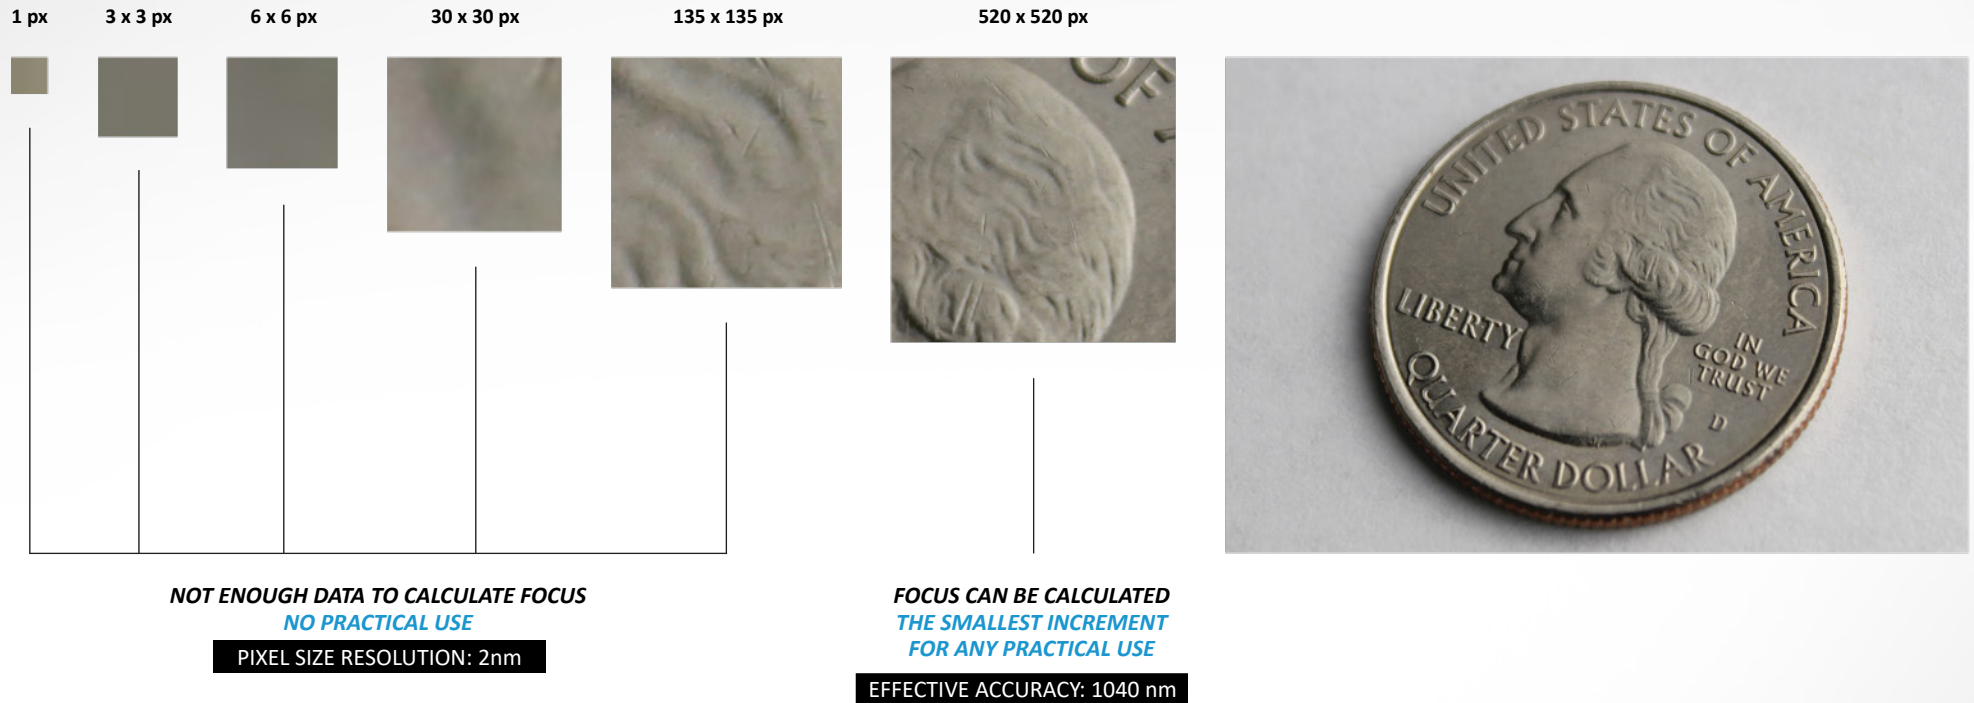 1 px
3 x 3 px
6 x 6 px
30 x 30 px
135 x 135 px
520 x 520 px
OF
UNITED STATES OF AMERICA
LIBERTY
IN
GOD WE
TRUST
D
QUARTER DOLLAR
NOT ENOUGH DATA TO CALCULATE FOCUS
NO PRACTICAL USE
PIXEL SIZE RESOLUTION: 2nm
FOCUS CAN BE CALCULATED
THE SMALLEST INCREMENT
FOR ANY PRACTICAL USE
EFFECTIVE ACCURACY: 1040 nm